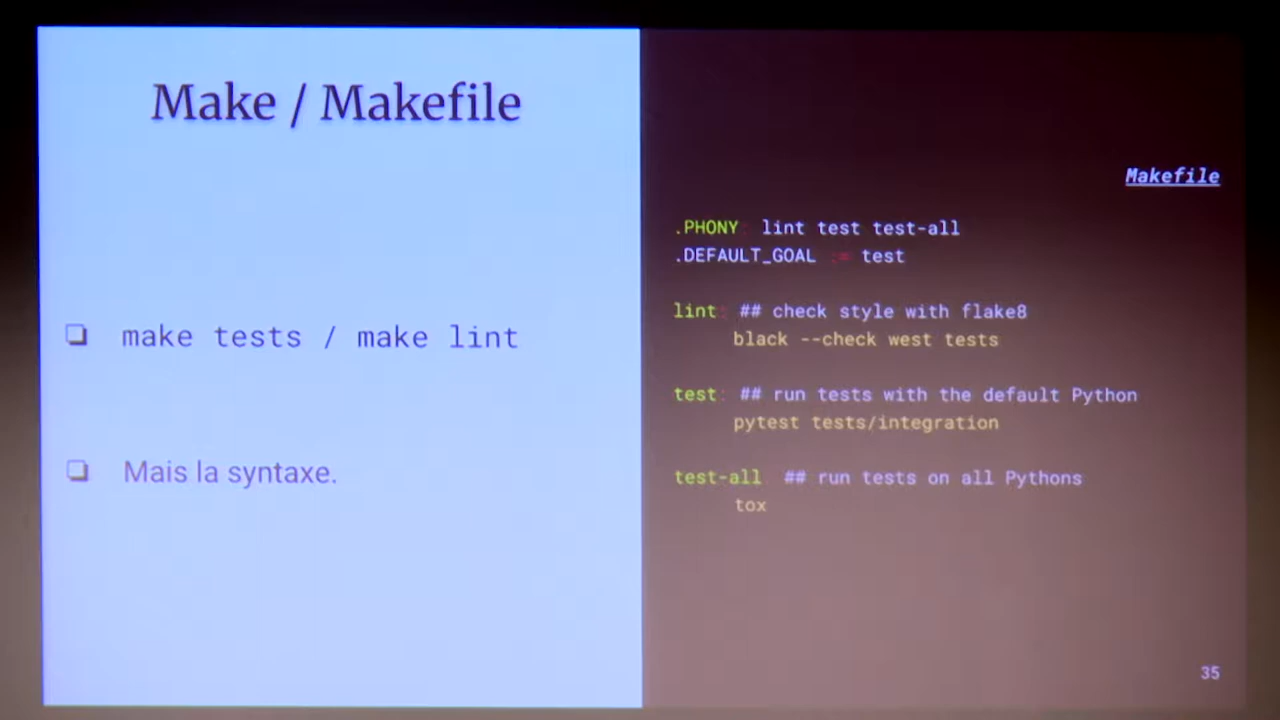 Make / Makefile
make tests / make lint
Mais la syntaxe.
Makefile
.PHONY: lint test test-all
.DEFAULT_GOAL := test
lint: ## check style with flake8
black --check west tests
test: ## run tests with the default Python
pytest tests/integration
test-all ## run tests on all Pythons
tox
35